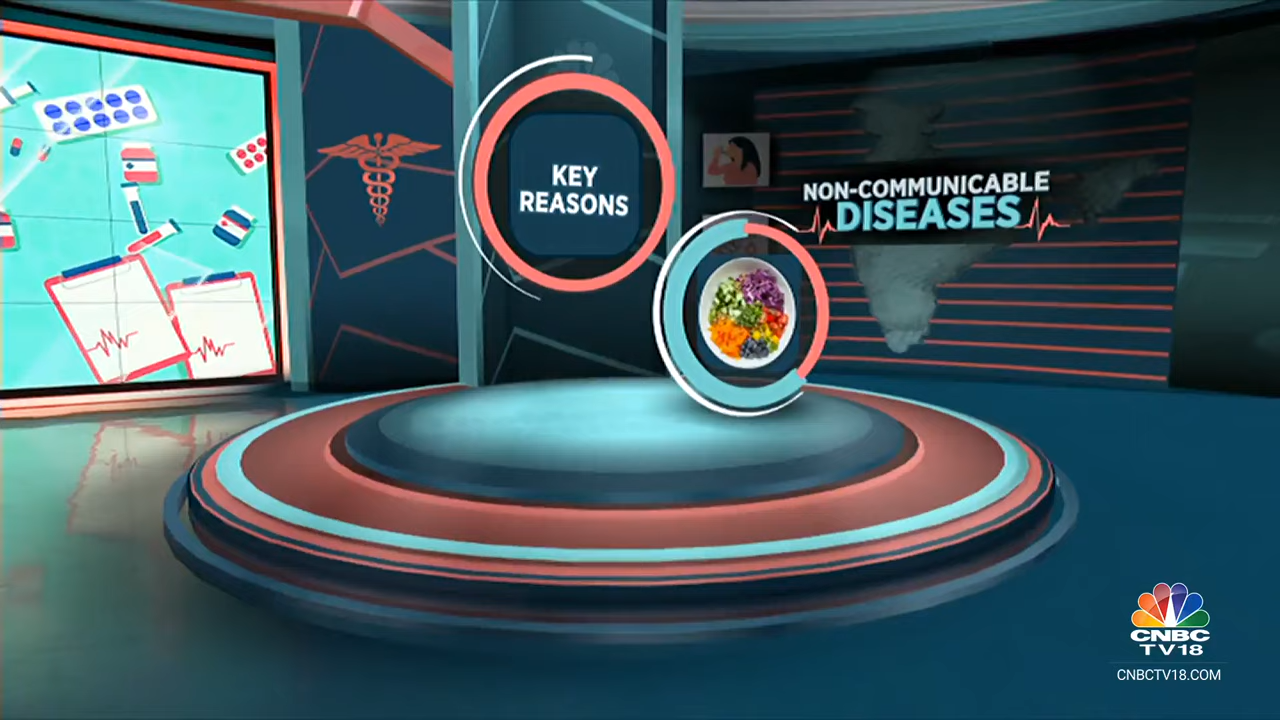 KEY
REASONS
NON-COMMUNICABLE
DISEASES
CNBC
TV18
CNBCTV18.COM